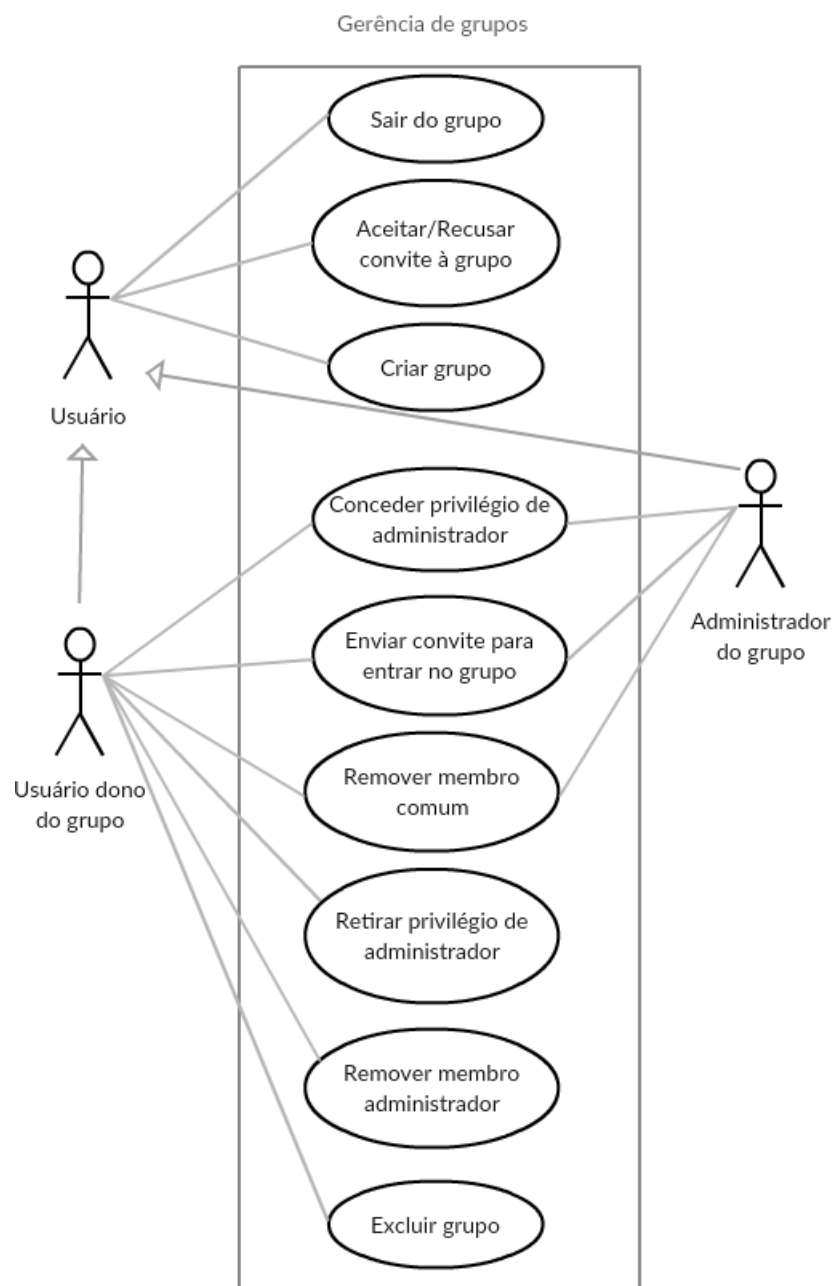 Gerência de grupos
Sair do grupo
Aceitar/Recusar
convite à grupo
Criar grupo
Usuário
Conceder privilégio de
administrador
Administrador
do grupo
Enviar convite para
entrar no grupo
Usuário dono
do grupo
Remover membro
comum
Retirar privilégio de
administrador
Remover membro
administrador
Excluir grupo